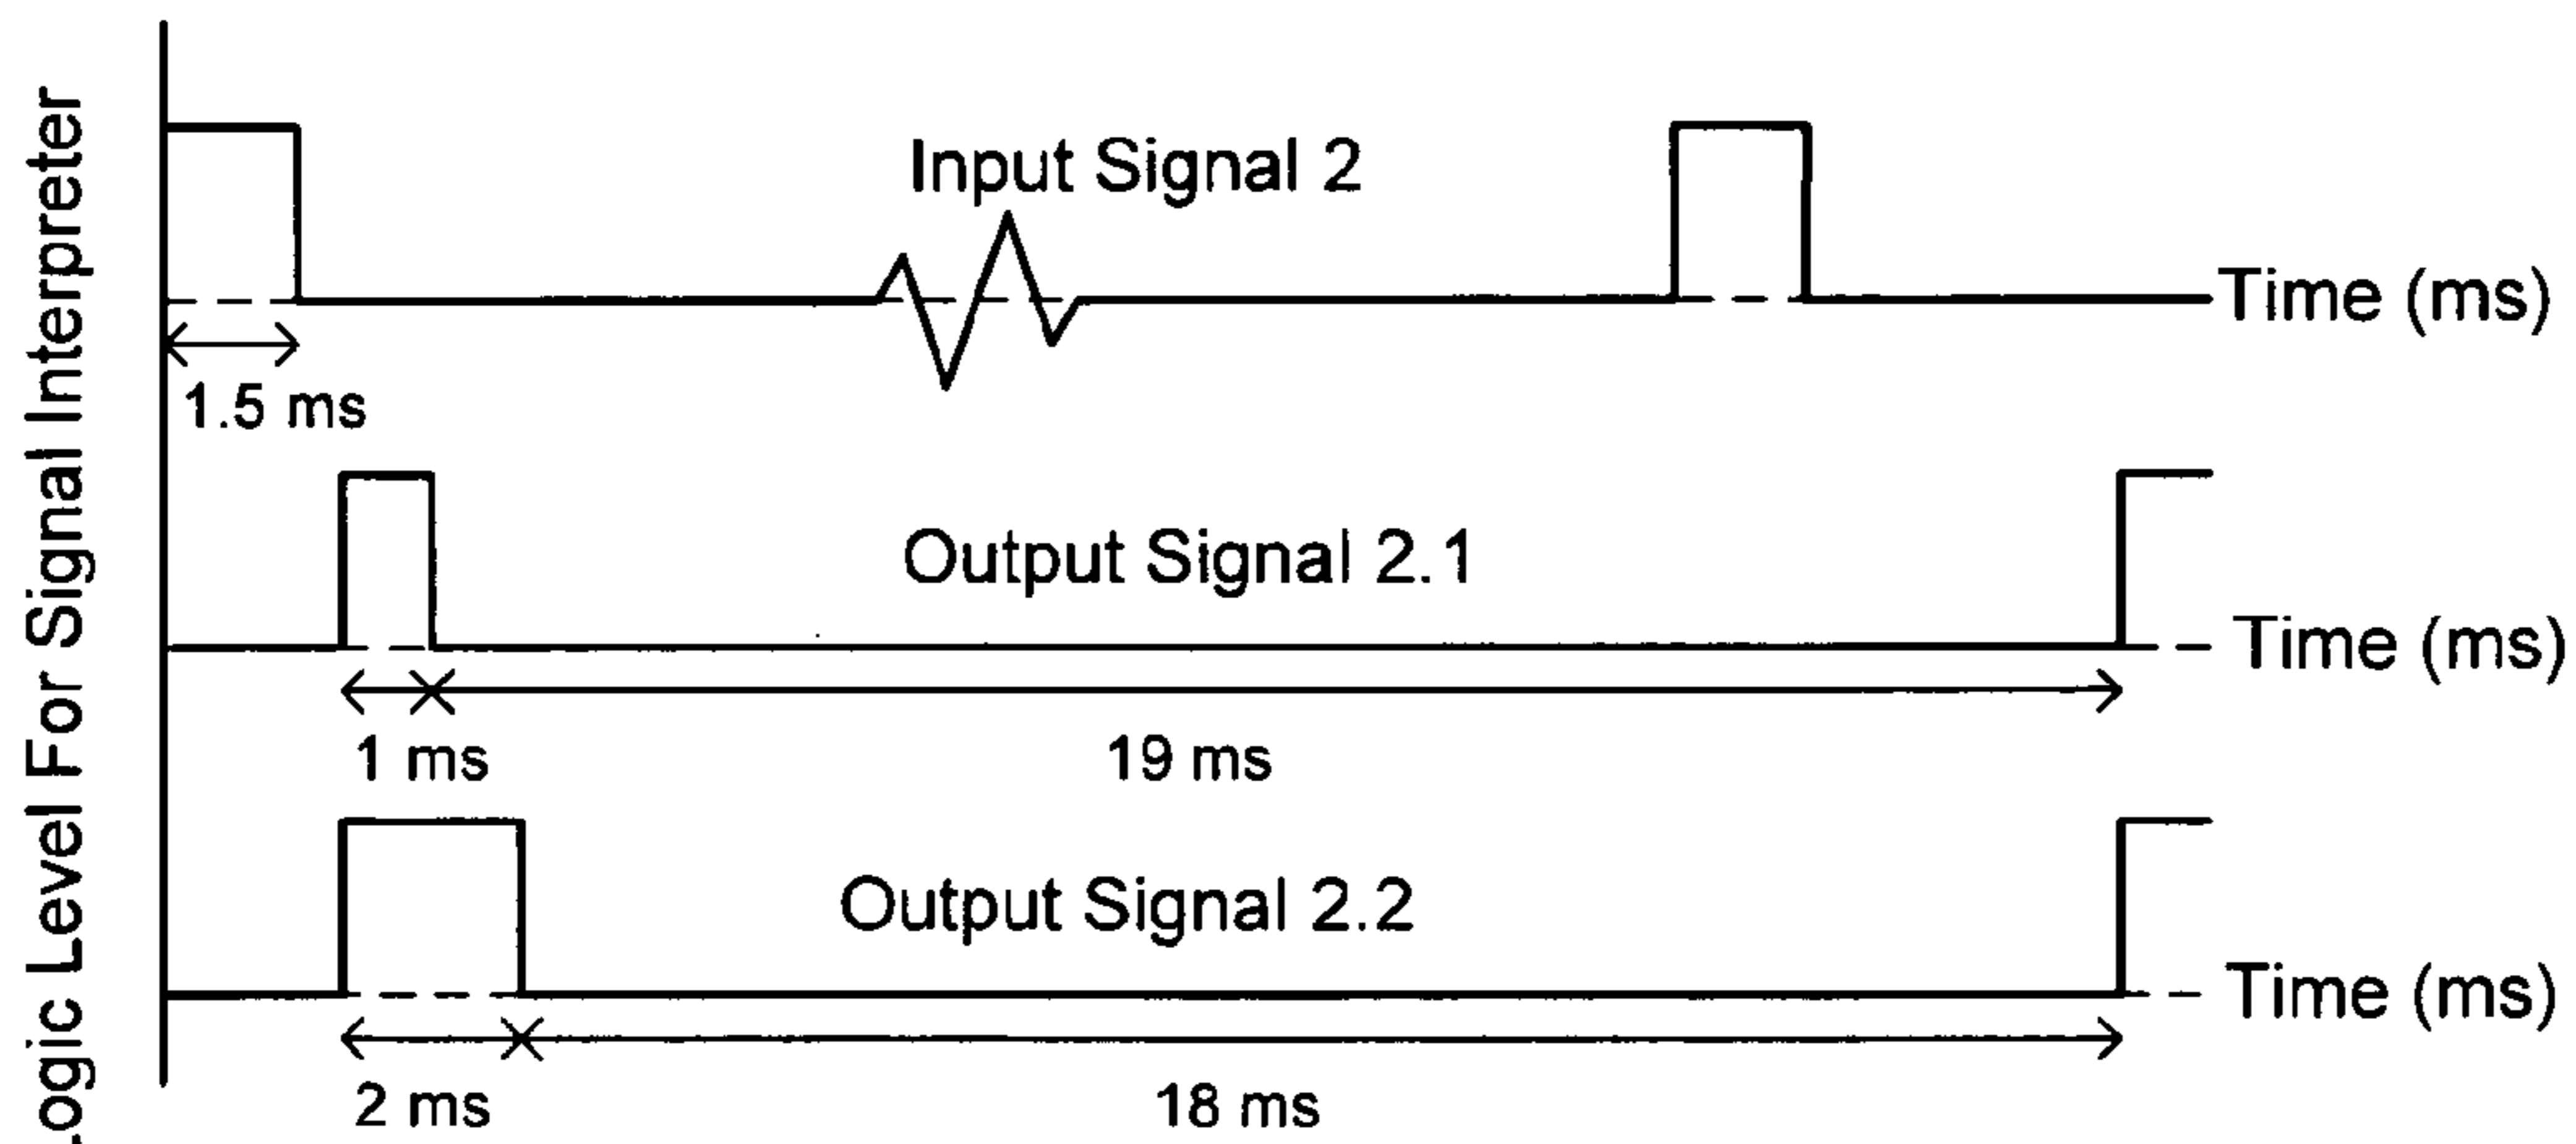 Logic Level For Signal Interpreter
Input Signal 2
Time (ms)
1.5 ms
Output Signal 2.1
Time (ms)
1 ms
19 ms
Output Signal 2.2
Time (ms)
2 ms
18 ms